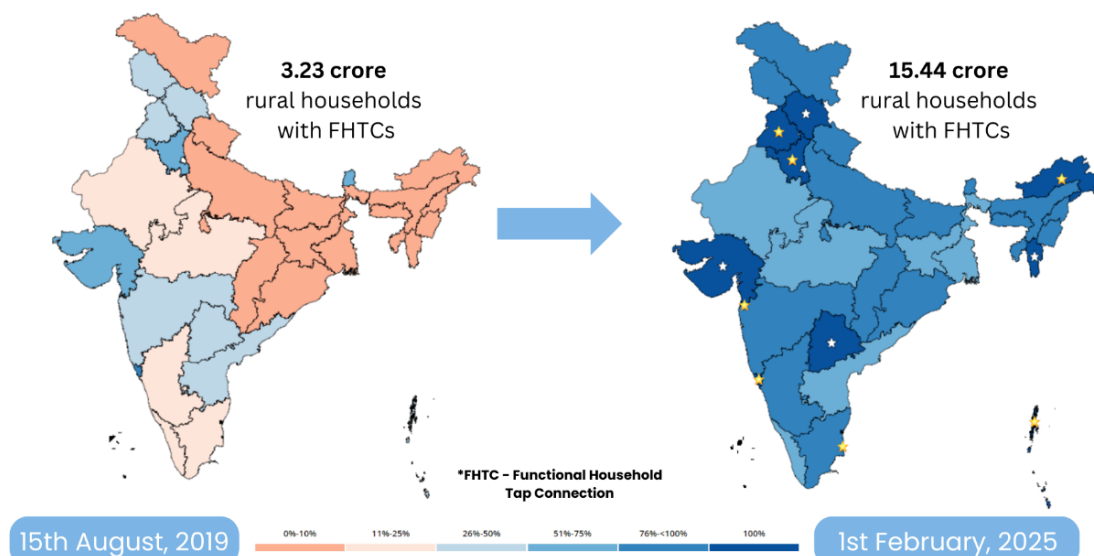 3.23 crore
rural households
with FHTCs
15.44 crore
rural households
with FHTCs
*FHTC - Functional Household
Tap Connection
15th August, 2019
0%-10% 11%-25% 26%-50% 51%-75% 76%-<100% 100%
1st February, 2025